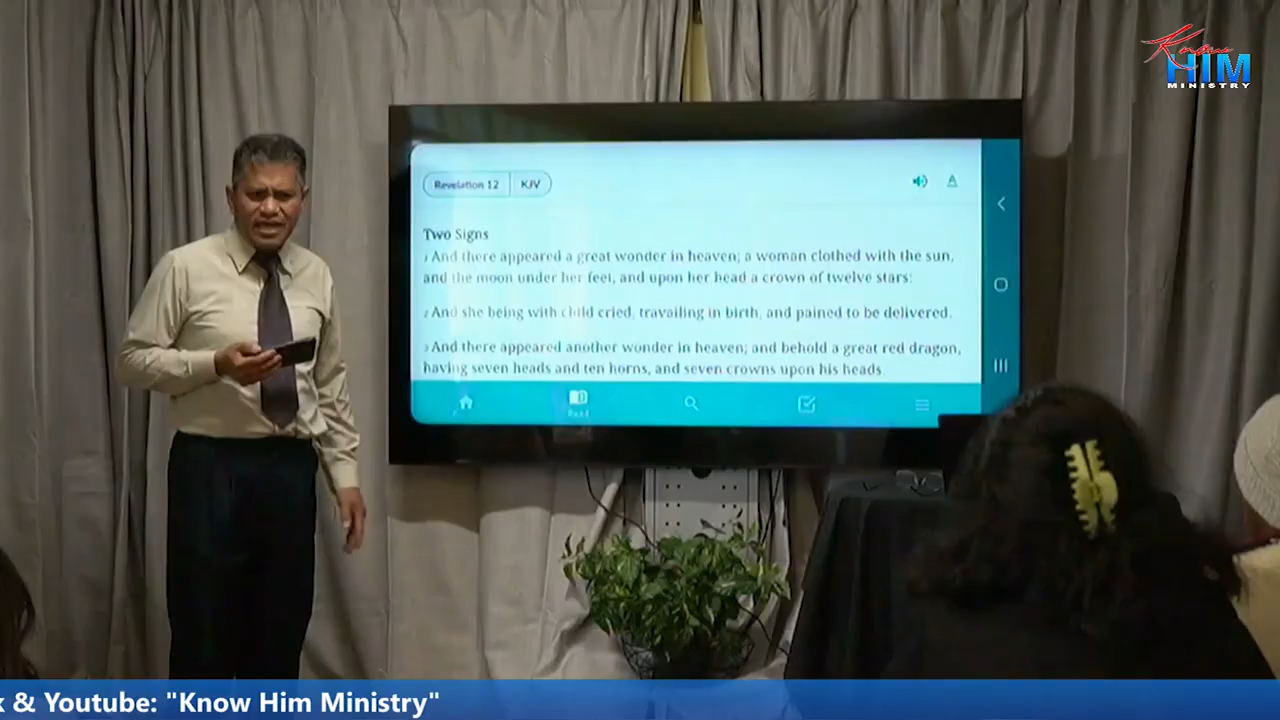 Know
HIM
MINISTRY
Revelation 12 KJV
A
Two Signs
1 And there appeared a great wonder in heaven; a woman clothed with the sun,
and the moon under her feet, and upon her head a crown of twelve stars:
2 And she being with child cried, travailing in birth, and pained to be delivered.
3 And there appeared another wonder in heaven; and behold a great red dragon,
having seven heads and ten horns, and seven crowns upon his heads
Read
& Youtube: "Know Him Ministry"